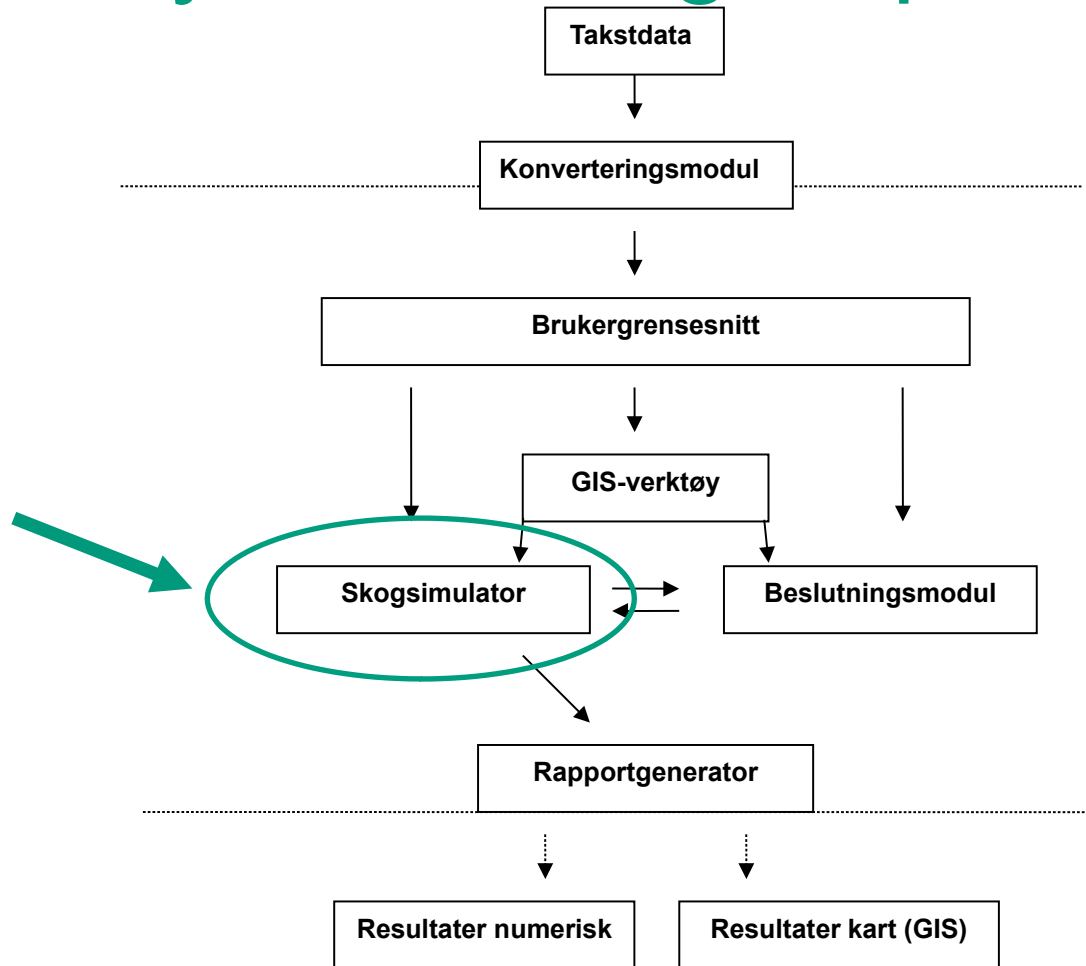 Takstdata
Konverteringsmodul
Brukergrensesnitt
GIS-verktøy
Skogsimulator
Beslutningsmodul
Rapportgenerator
Resultater numerisk
Resultater kart (GIS)